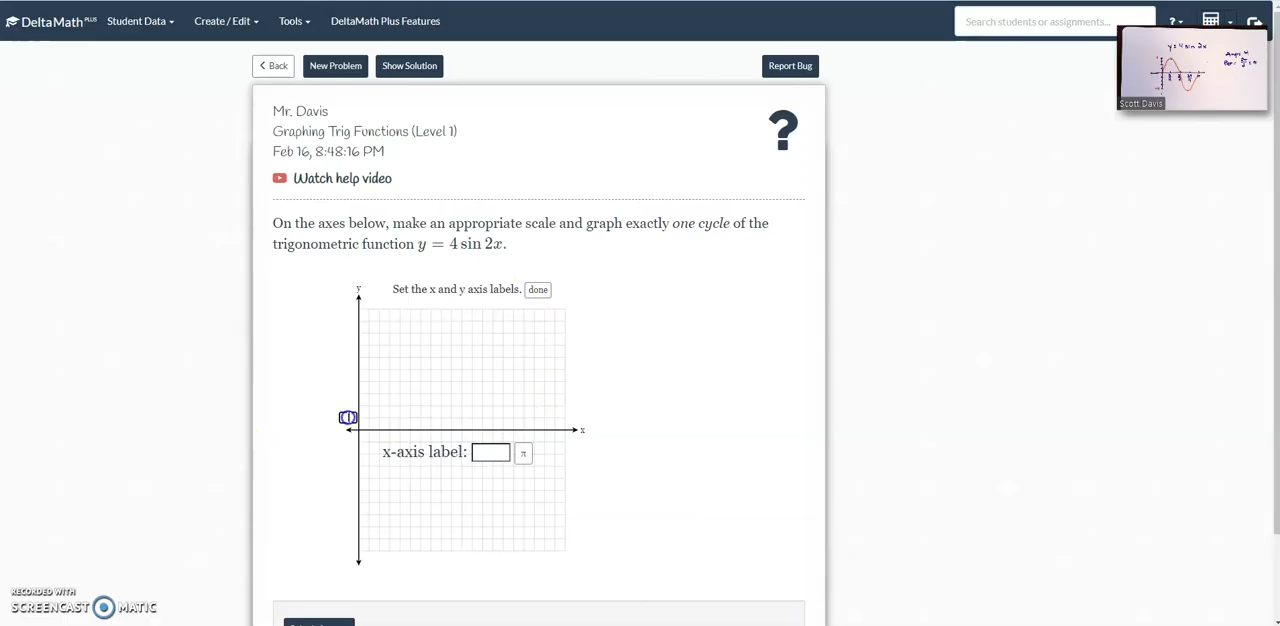 DeltaMath PLUS Student Data Create / Edit Tools DeltaMath Plus Features Search students or assignments... ?
y = 4 sin 2x
Scott Davis
Back New Problem Show Solution Report Bug
Mr. Davis
Graphing Trig Functions (Level 1)
Feb 16, 8:48:16 PM
?
Watch help video
On the axes below, make an appropriate scale and graph exactly one cycle of the
trigonometric function y = 4 sin 2x.
y
Set the x and y axis labels. done
x
x-axis label: π
RECORDED WITH
SCREENCAST MATIC